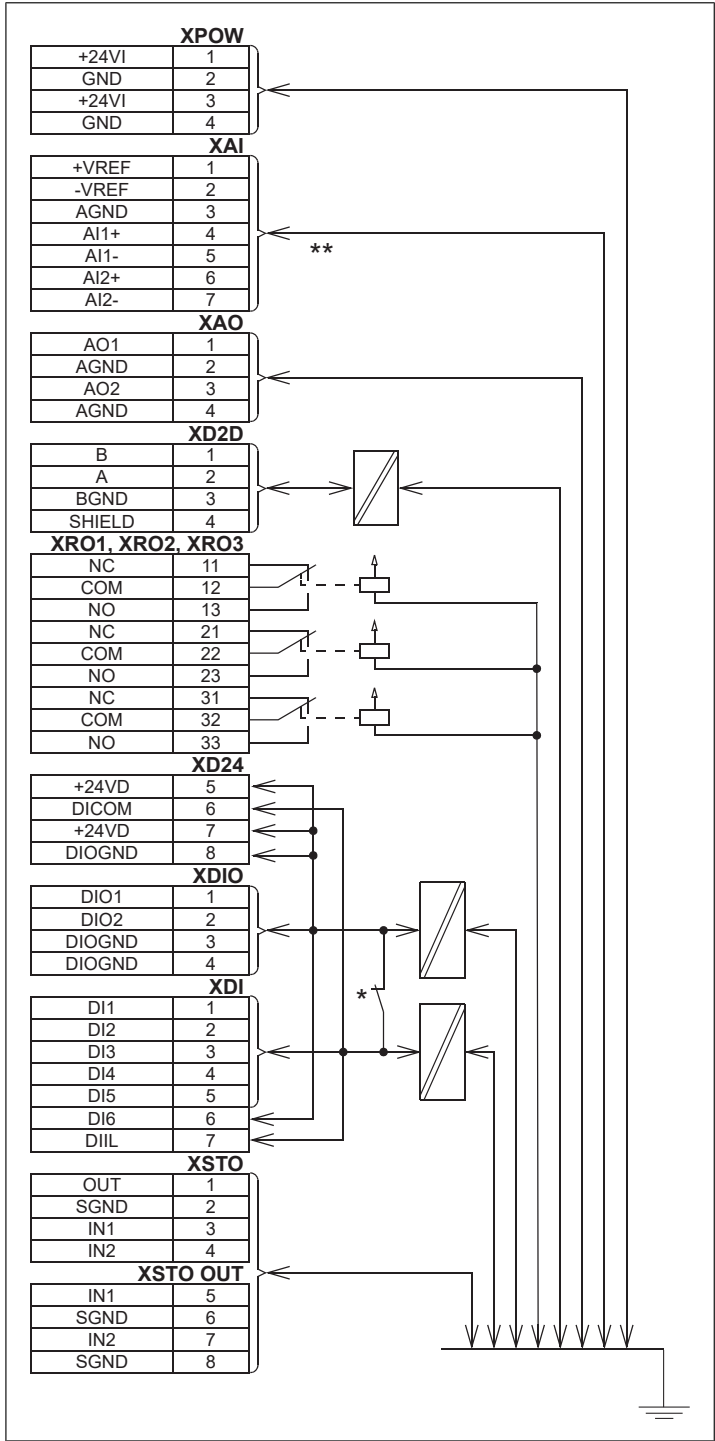 XPOW
+24VI 1
GND 2
+24VI 3
GND 4
XAI
+VREF 1
-VREF 2
AGND 3
AI1+ 4
AI1- 5
AI2+ 6
AI2- 7
**
XAO
AO1 1
AGND 2
AO2 3
AGND 4
XD2D
B 1
A 2
BGND 3
SHIELD 4
XRO1, XRO2, XRO3
NC 11
COM 12
NO 13
NC 21
COM 22
NO 23
NC 31
COM 32
NO 33
XD24
+24VD 5
DICOM 6
+24VD 7
DIOGND 8
XDIO
DIO1 1
DIO2 2
DIOGND 3
DIOGND 4
*
XDI
DI1 1
DI2 2
DI3 3
DI4 4
DI5 5
DI6 6
DIIL 7
XSTO
OUT 1
SGND 2
IN1 3
IN2 4
XSTO OUT
IN1 5
SGND 6
IN2 7
SGND 8